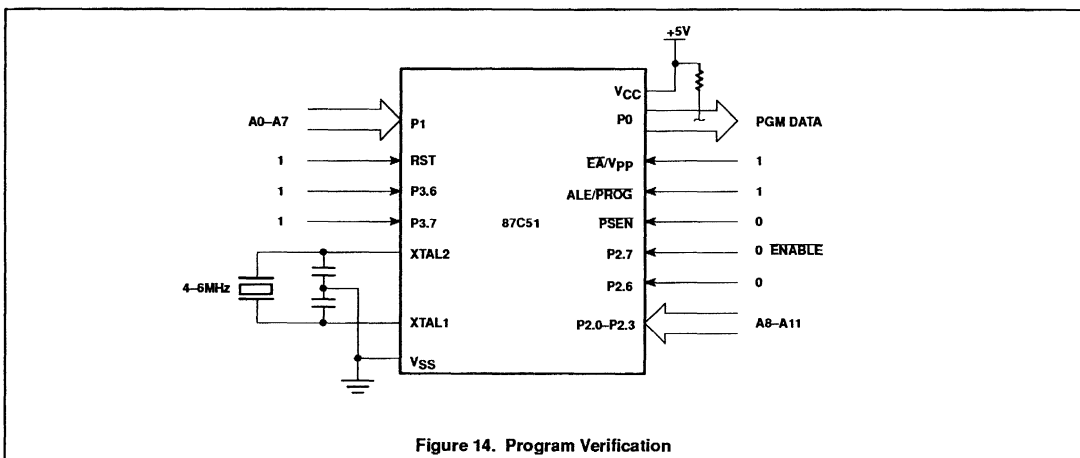 +5V
VCC
A0–A7
P1
P0
PGM DATA
1
RST
EA/VPP
1
1
P3.6
ALE/PROG
1
1
P3.7
87C51
PSEN
0
XTAL2
P2.7
0 ENABLE
4–6MHz
P2.6
0
XTAL1
P2.0–P2.3
A8–A11
VSS
Figure 14. Program Verification